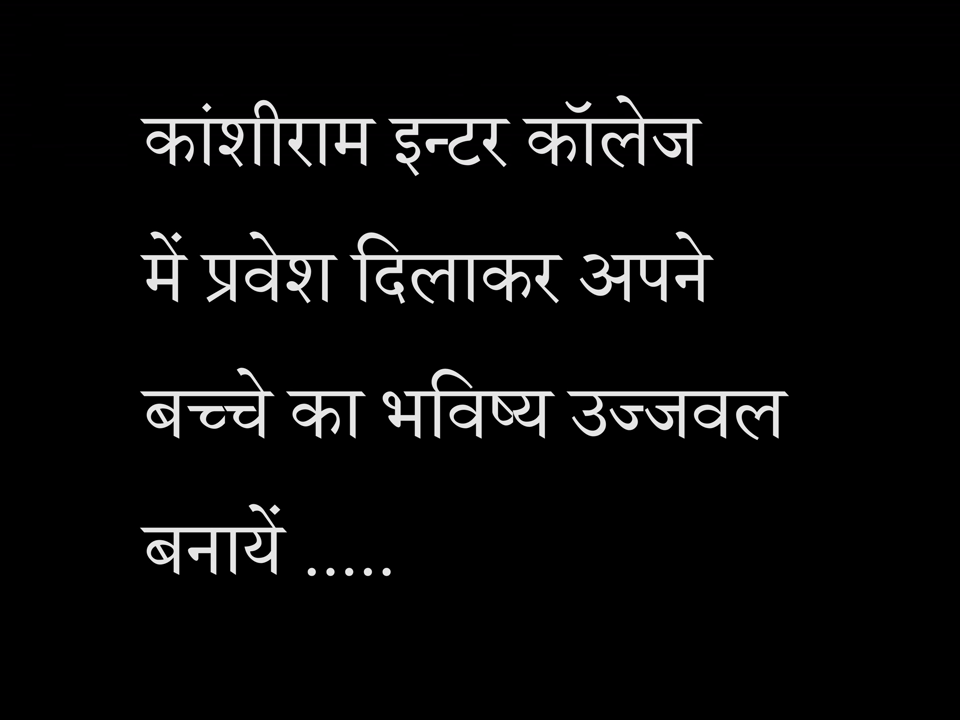 कांशीराम इन्टर कॉलेज
में प्रवेश दिलाकर अपने
बच्चे का भविष्य उज्जवल
बनायें .....